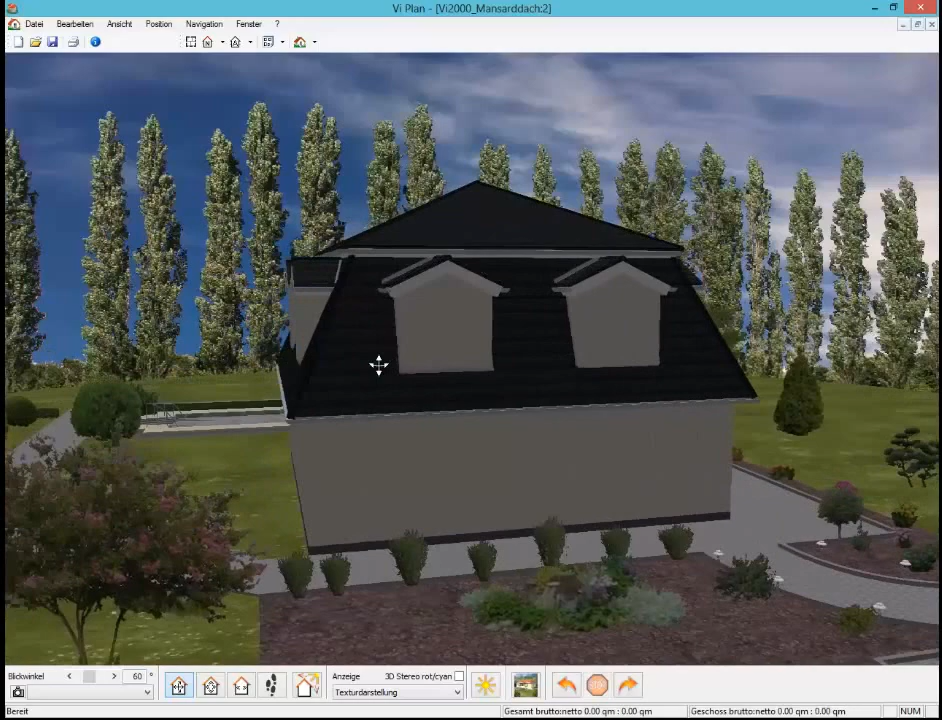 Vi Plan - [Vi2000_Mansarddach:2]
Datei Bearbeiten Ansicht Position Navigation Fenster ?
Blickwinkel < > 60 °
Anzeige 3D Stereo rot/cyan
Texturdarstellung
Bereit Gesamt brutto:netto 0.00 qm : 0.00 qm Geschoss brutto:netto 0.00 qm : 0.00 qm NUM